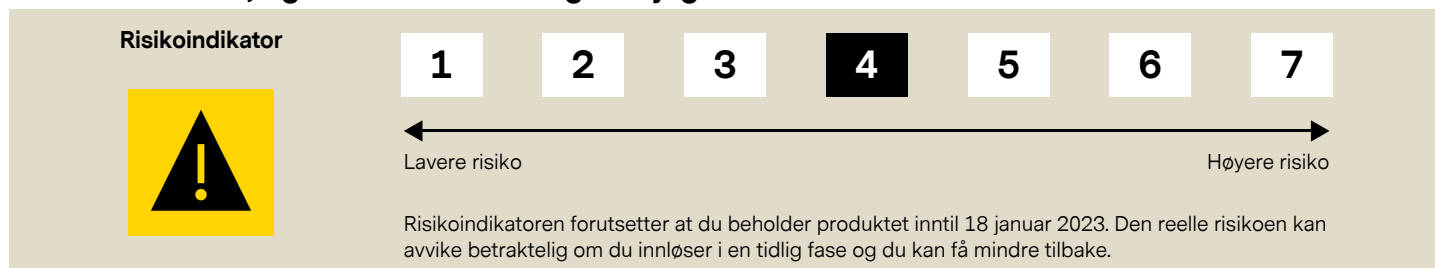 Risikoindikator
1 2 3 4 5 6 7
Lavere risiko Høyere risiko
Risikoindikatoren forutsetter at du beholder produktet inntil 18 januar 2023. Den reelle risikoen kan
avvike betraktelig om du innløser i en tidlig fase og du kan få mindre tilbake.